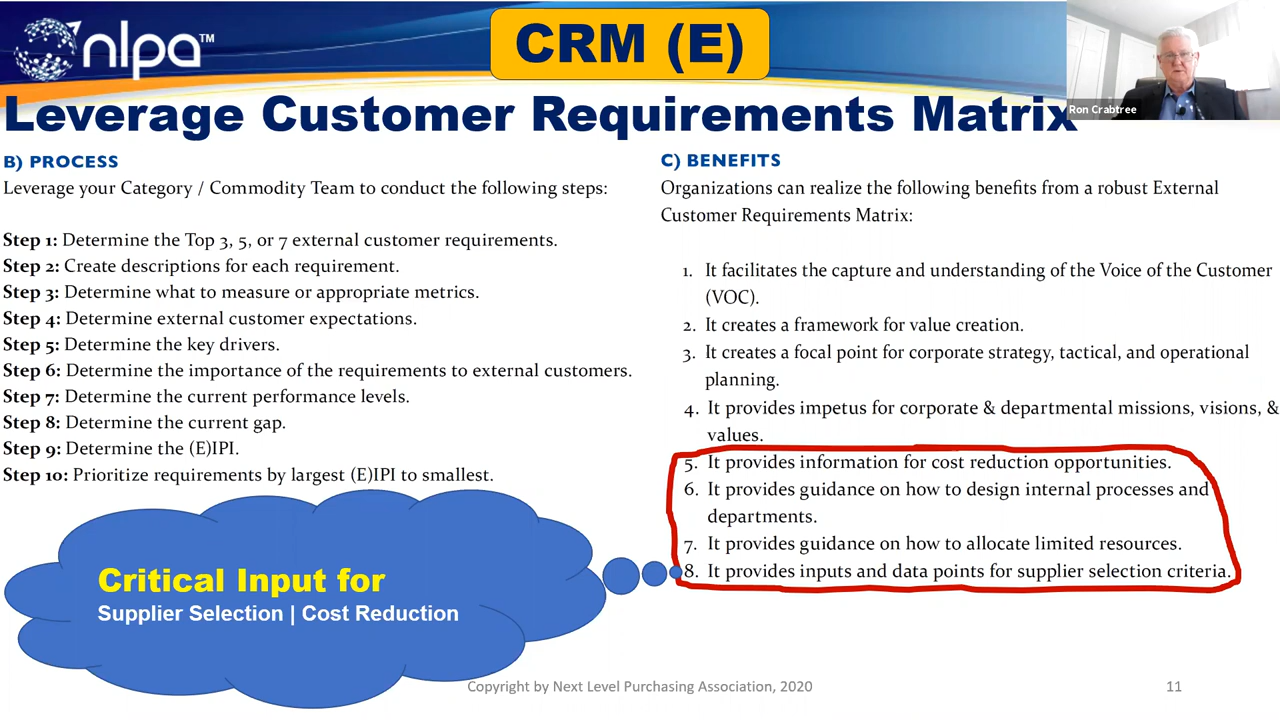 nlpa™
CRM (E)
Ron Crabtree
Leverage Customer Requirements Matrix
B) PROCESS
Leverage your Category / Commodity Team to conduct the following steps:
Step 1: Determine the Top 3, 5, or 7 external customer requirements.
Step 2: Create descriptions for each requirement.
Step 3: Determine what to measure or appropriate metrics.
Step 4: Determine external customer expectations.
Step 5: Determine the key drivers.
Step 6: Determine the importance of the requirements to external customers.
Step 7: Determine the current performance levels.
Step 8: Determine the current gap.
Step 9: Determine the (E)IPI.
Step 10: Prioritize requirements by largest (E)IPI to smallest.
Critical Input for
Supplier Selection | Cost Reduction
C) BENEFITS
Organizations can realize the following benefits from a robust External
Customer Requirements Matrix:
1. It facilitates the capture and understanding of the Voice of the Customer
(VOC).
2. It creates a framework for value creation.
3. It creates a focal point for corporate strategy, tactical, and operational
planning.
4. It provides impetus for corporate & departmental missions, visions, &
values.
5. It provides information for cost reduction opportunities.
6. It provides guidance on how to design internal processes and
departments.
7. It provides guidance on how to allocate limited resources.
8. It provides inputs and data points for supplier selection criteria.
Copyright by Next Level Purchasing Association, 2020
11